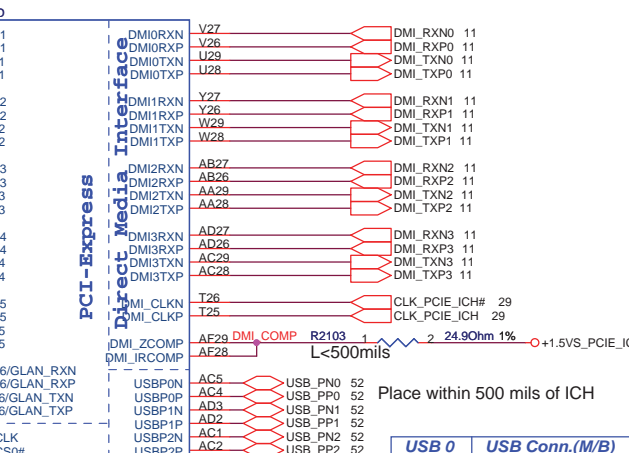 DMI0RXN V27 DMI_RXN0 11
DMI0RXP V26 DMI_RXP0 11
DMI0TXN U29 DMI_TXN0 11
DMI0TXP U28 DMI_TXP0 11
DMI1RXN Y27 DMI_RXN1 11
DMI1RXP Y26 DMI_RXP1 11
DMI1TXN W29 DMI_TXN1 11
DMI1TXP W28 DMI_TXP1 11
DMI2RXN AB27 DMI_RXN2 11
DMI2RXP AB26 DMI_RXP2 11
DMI2TXN AA29 DMI_TXN2 11
DMI2TXP AA28 DMI_TXP2 11
DMI3RXN AD27 DMI_RXN3 11
DMI3RXP AD26 DMI_RXP3 11
DMI3TXN AC29 DMI_TXN3 11
DMI3TXP AC28 DMI_TXP3 11
PCI-Express
Direct Media Interface
DMI_CLKN T26 CLK_PCIE_ICH# 29
DMI_CLKP T25 CLK_PCIE_ICH 29
DMI_ZCOMP AF29 DMI_COMP R2103 1 2 24.9Ohm 1% +1.5VS_PCIE_IC
DMI_IRCOMP AF28 L<500mils
6/GLAN_RXN
6/GLAN_RXP
6/GLAN_TXN
6/GLAN_TXP
USBP0N AC5 USB_PN0 52
USBP0P AC4 USB_PP0 52
USBP1N AD3 USB_PN1 52
USBP1P AD2 USB_PP1 52
USBP2N AC1 USB_PN2 52
USBP2P AC2 USB_PP2 52
Place within 500 mils of ICH
USB 0 USB Conn.(M/B)